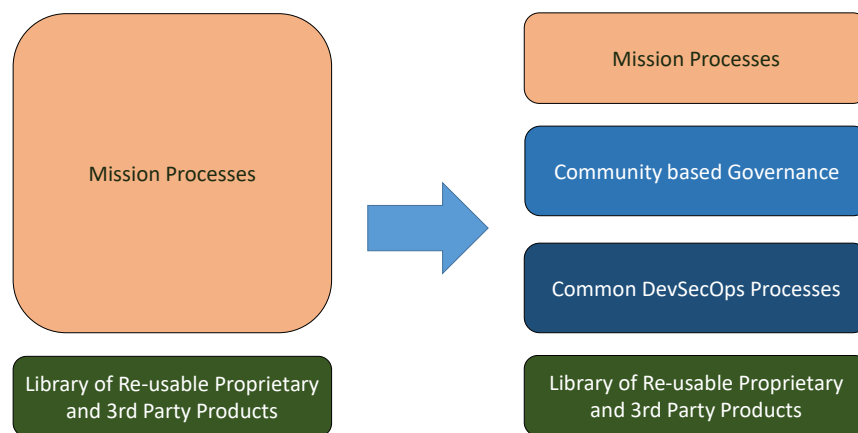 Mission Processes
Library of Re-usable Proprietary
and 3rd Party Products
Mission Processes
Community based Governance
Common DevSecOps Processes
Library of Re-usable Proprietary
and 3rd Party Products